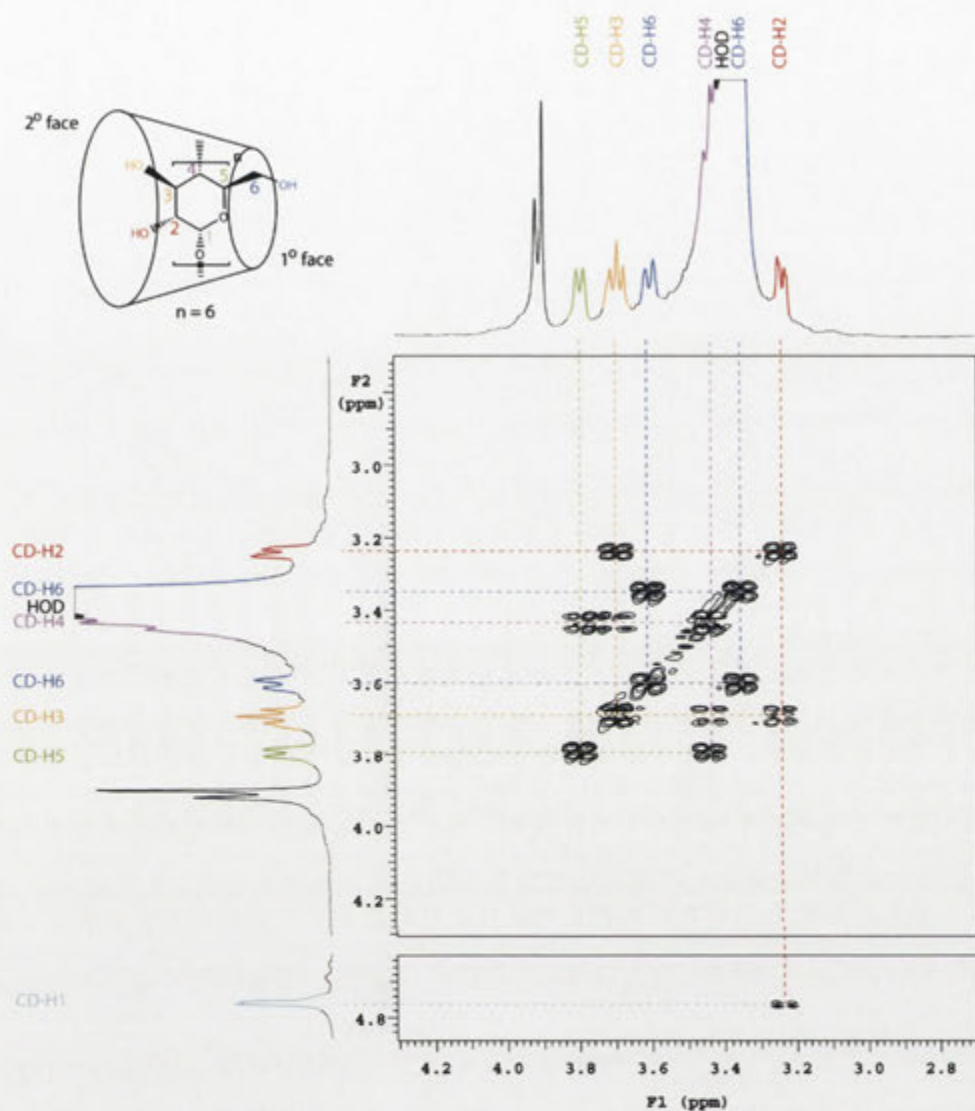 CD-H5
CD-H3
CD-H6
CD-H4
HOD
CD-H6
CD-H2
2° face
HO
4
5
6
OH
3
O
HO
2
1
O
1° face
n = 6
F2
(ppm)
3.0
3.2
3.4
3.6
3.8
4.0
4.2
4.8
CD-H2
CD-H6
HOD
CD-H4
CD-H6
CD-H3
CD-H5
CD-H1
4.2
4.0
3.8
3.6
3.4
3.2
3.0
2.8
F1 (ppm)